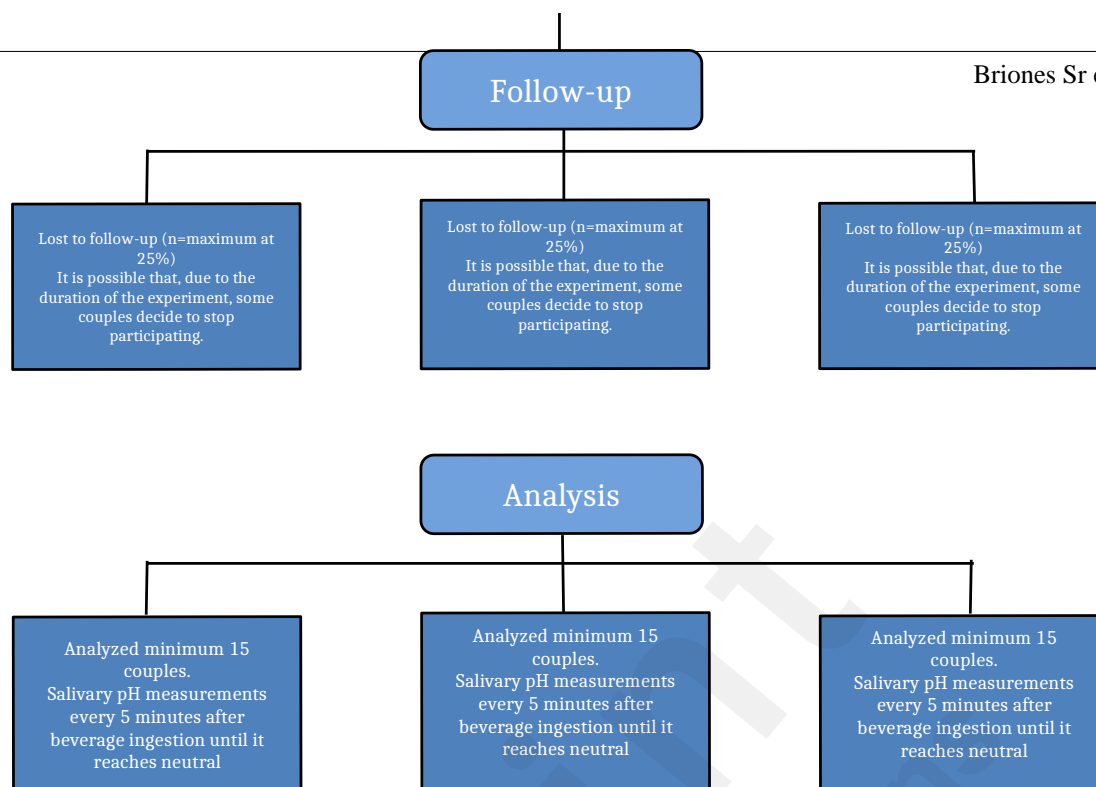 Briones Sr
Follow-up
Lost to follow-up (n=maximum at
25%)
It is possible that, due to the
duration of the experiment, some
couples decide to stop
participating.
Lost to follow-up (n=maximum at
25%)
It is possible that, due to the
duration of the experiment, some
couples decide to stop
participating.
Lost to follow-up (n=maximum at
25%)
It is possible that, due to the
duration of the experiment, some
couples decide to stop
participating.
Analysis
Analyzed minimum 15
couples.
Salivary pH measurements
every 5 minutes after
beverage ingestion until it
reaches neutral
Analyzed minimum 15
couples.
Salivary pH measurements
every 5 minutes after
beverage ingestion until it
reaches neutral
Analyzed minimum 15
couples.
Salivary pH measurements
every 5 minutes after
beverage ingestion until it
reaches neutral